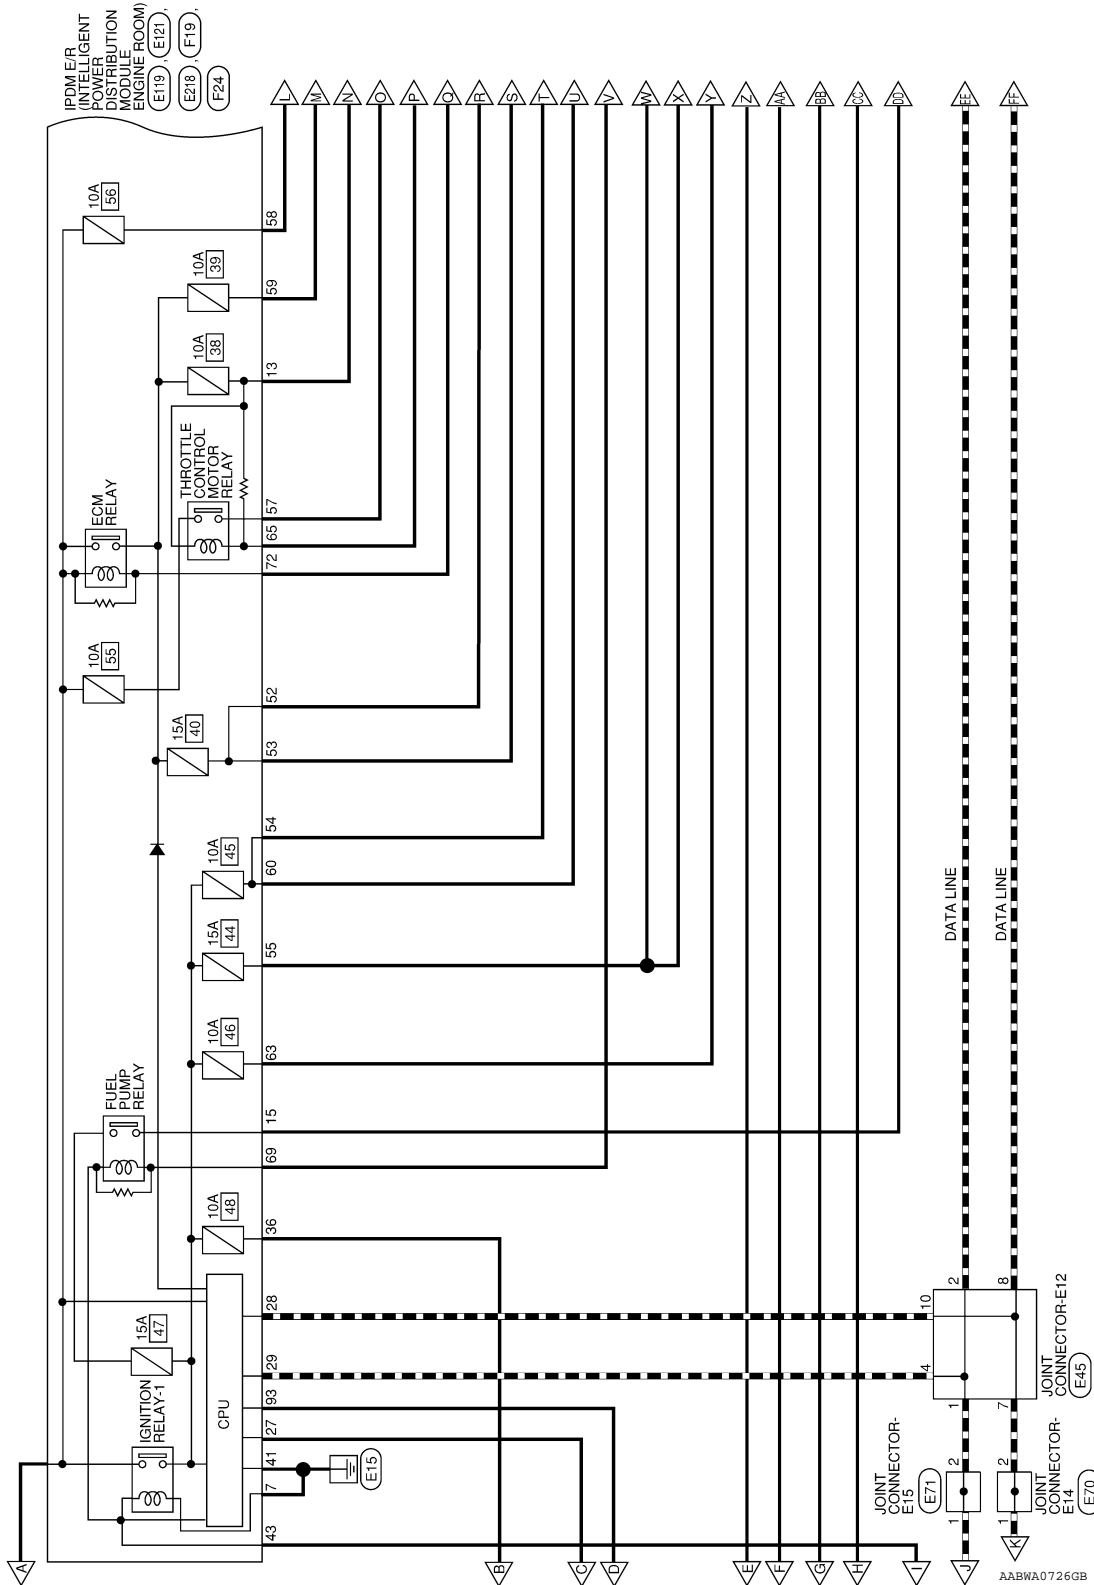 IPDM E/R
(INTELLIGENT
POWER
DISTRIBUTION
MODULE
ENGINE ROOM)
E119, E121,
E218, F19,
F24
L
M
N
O
P
Q
R
S
T
U
V
W
X
Y
Z
AA
BB
CC
DD
EE
FF
10A
56
58
10A
39
59
10A
38
13
ECM
RELAY
THROTTLE
CONTROL
MOTOR
RELAY
57
65
72
10A
55
52
15A
40
53
54
10A
45
60
15A
44
55
10A
46
63
FUEL
PUMP
RELAY
15
69
10A
48
36
28
15A
47
29
IGNITION
RELAY-1
CPU
93
27
41
7
43
E15
DATA LINE
DATA LINE
2
8
10
4
1
7
JOINT
CONNECTOR-E12
E45
JOINT
CONNECTOR-
E15
E71
2
1
2
1
JOINT
CONNECTOR-
E14
E70
A
B
C
D
E
F
G
H
I
J
K
AABWA0726GB